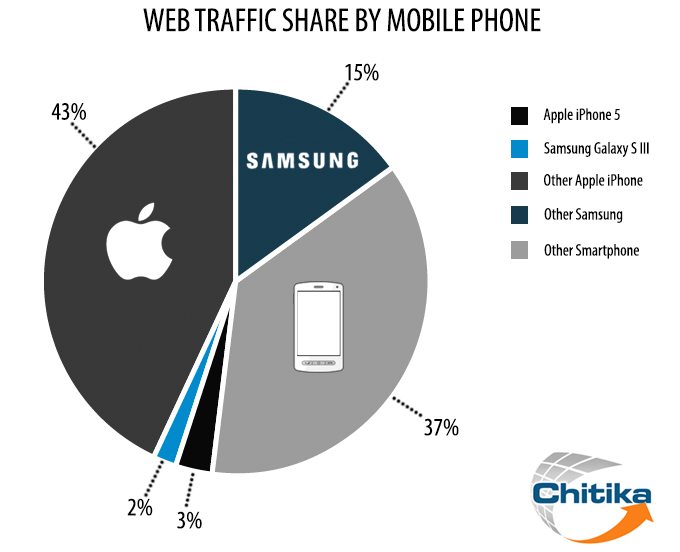 WEB TRAFFIC SHARE BY MOBILE PHONE
15%
43%
SAMSUNG
37%
2%
3%
Apple iPhone 5
Samsung Galaxy S III
Other Apple iPhone
Other Samsung
Other Smartphone
Chitika